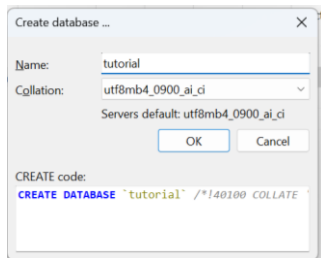 Create database ...
Name: tutorial
Collation: utf8mb4_0900_ai_ci
Servers default: utf8mb4_0900_ai_ci
OK Cancel
CREATE code:
CREATE DATABASE `tutorial` /*!40100 COLLATE